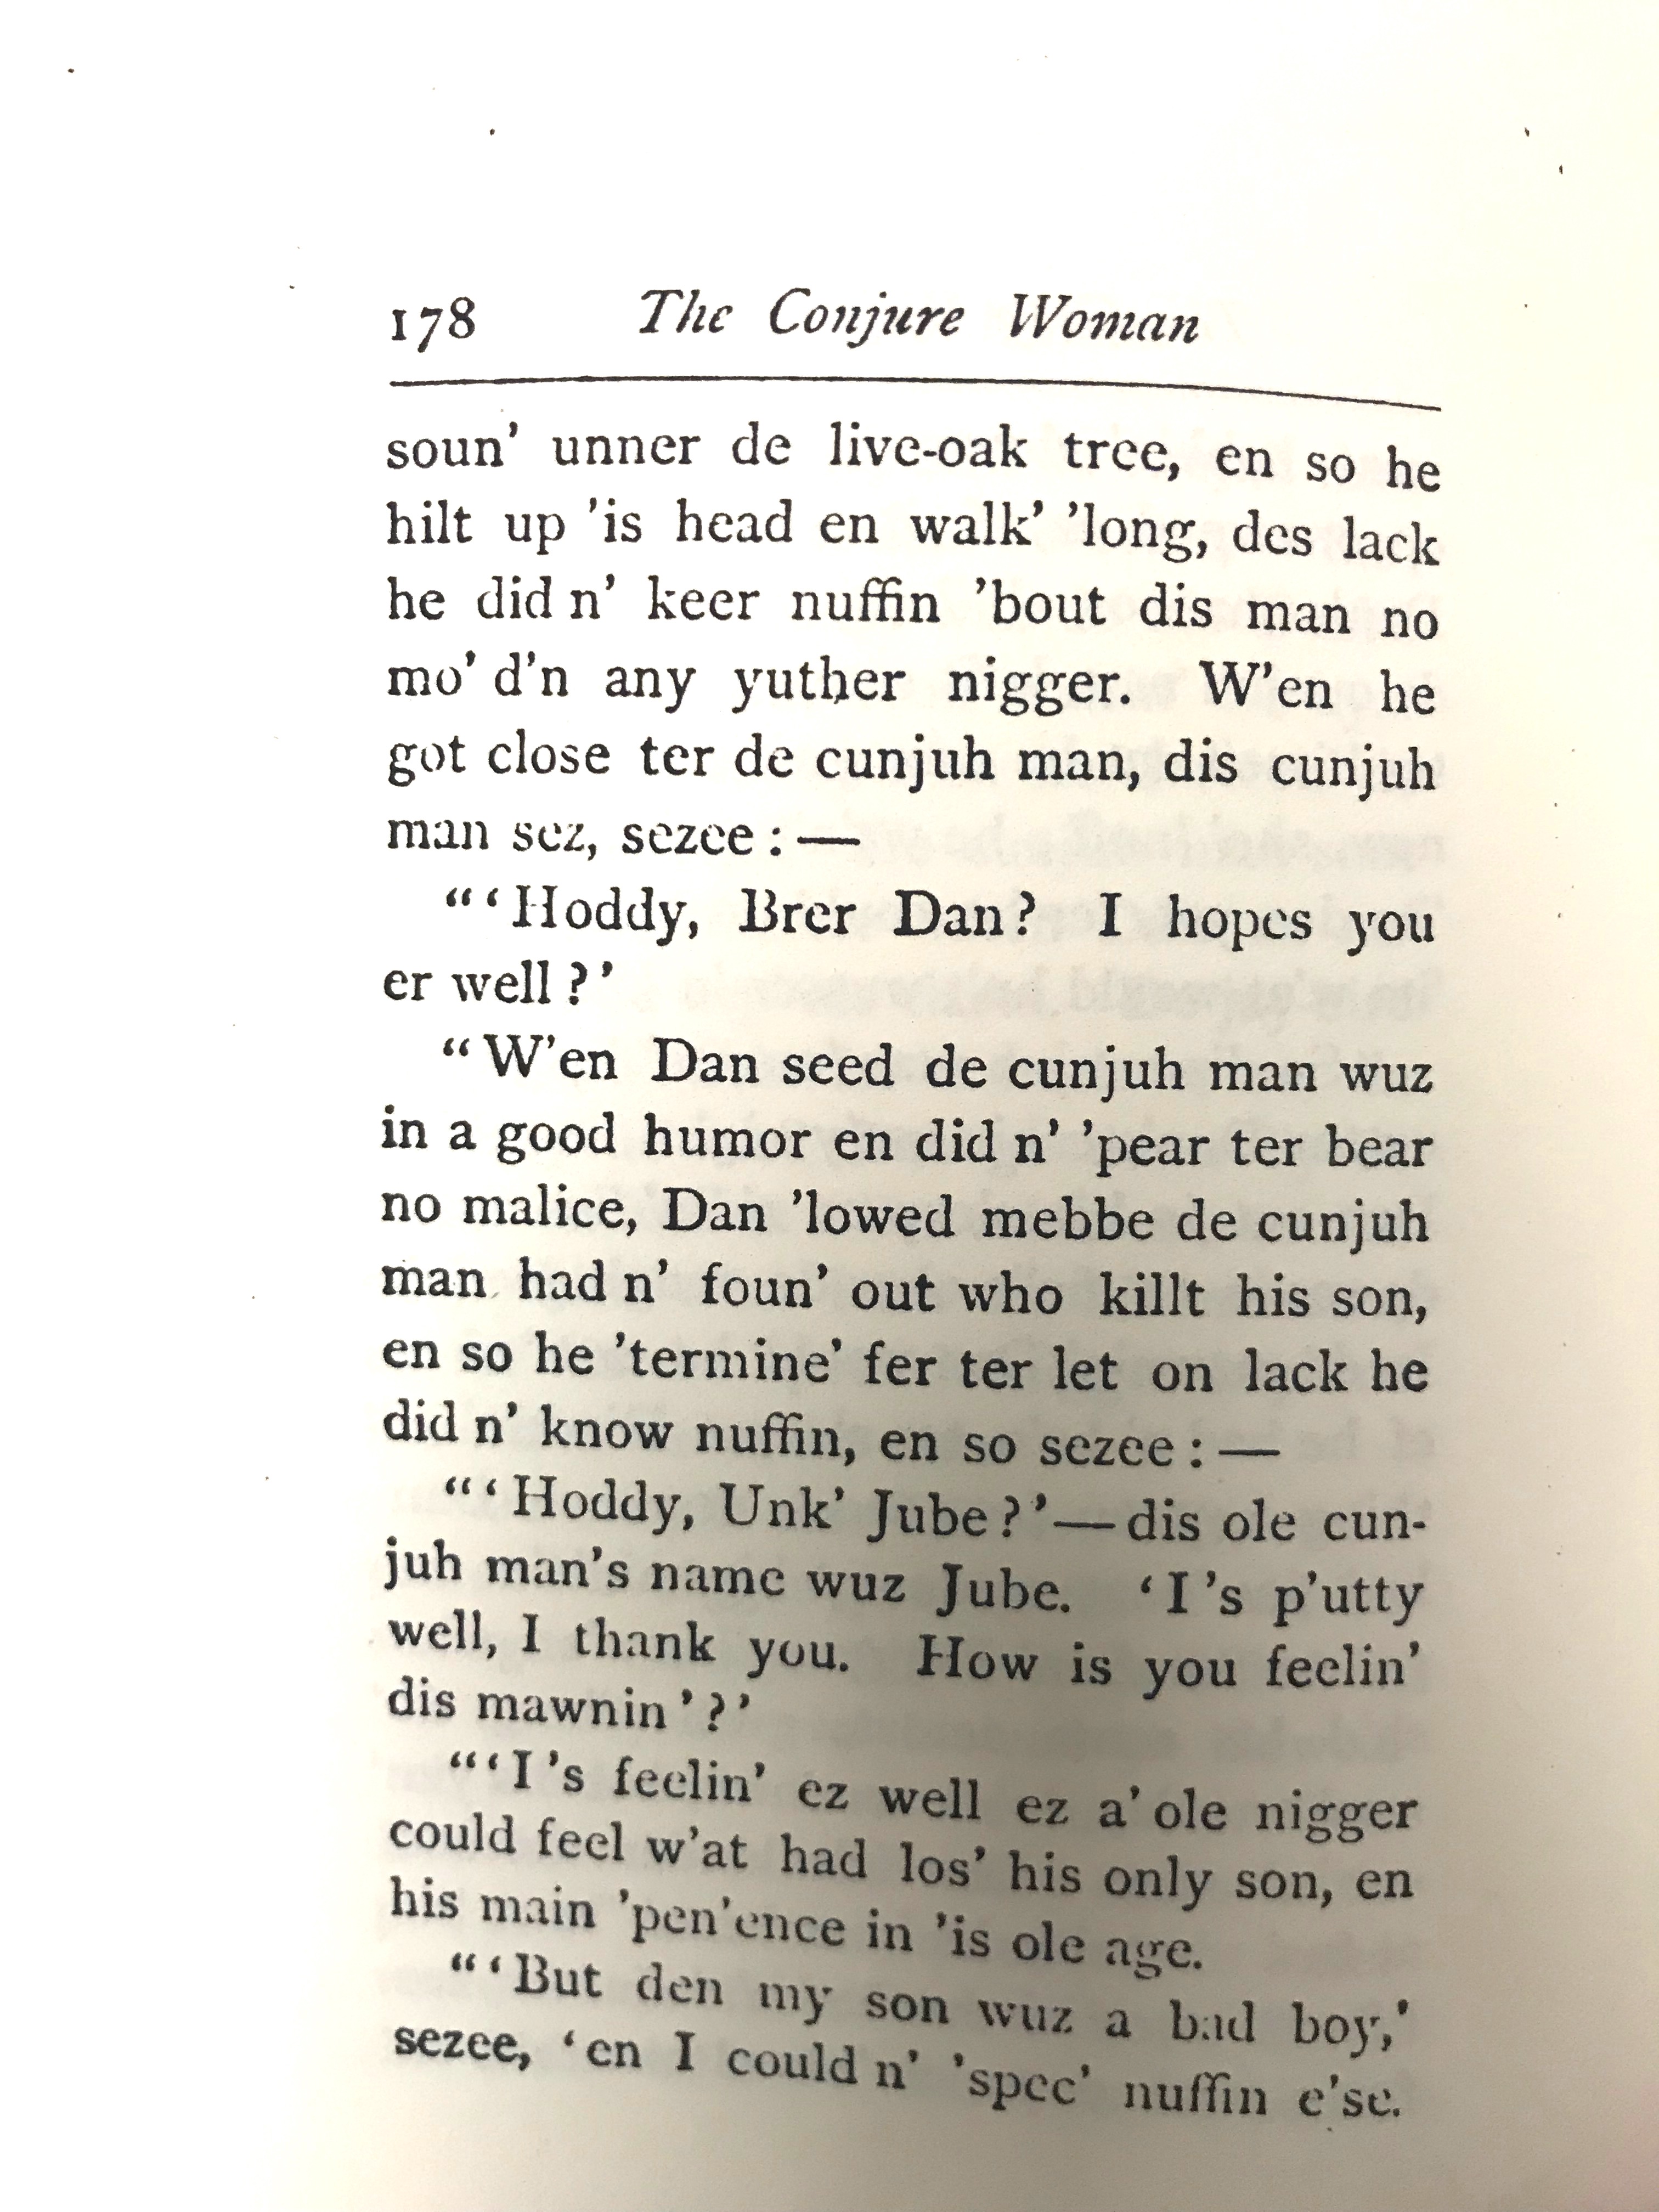 178 The Conjure Woman
soun' unner de live-oak tree, en so he
hilt up 'is head en walk' 'long, des lack
he did n' keer nuffin 'bout dis man no
mo' d'n any yuther nigger. W'en he
got close ter de cunjuh man, dis cunjuh
man sez, sezee : —
"'Hoddy, Brer Dan? I hopes you
er well?'
"W'en Dan seed de cunjuh man wuz
in a good humor en did n' 'pear ter bear
no malice, Dan 'lowed mebbe de cunjuh
man had n' foun' out who killt his son,
en so he 'termine' fer ter let on lack he
did n' know nuffin, en so sezee : —
"'Hoddy, Unk' Jube?'—dis ole cun-
juh man's name wuz Jube. 'I 's p'utty
well, I thank you. How is you feelin'
dis mawnin'?'
"'I 's feelin' ez well ez a' ole nigger
could feel w'at had los' his only son, en
his main 'pen'ence in 'is ole age.
"'But den my son wuz a bad boy,'
sezee, 'en I could n' 'spec' nuffin e'se.